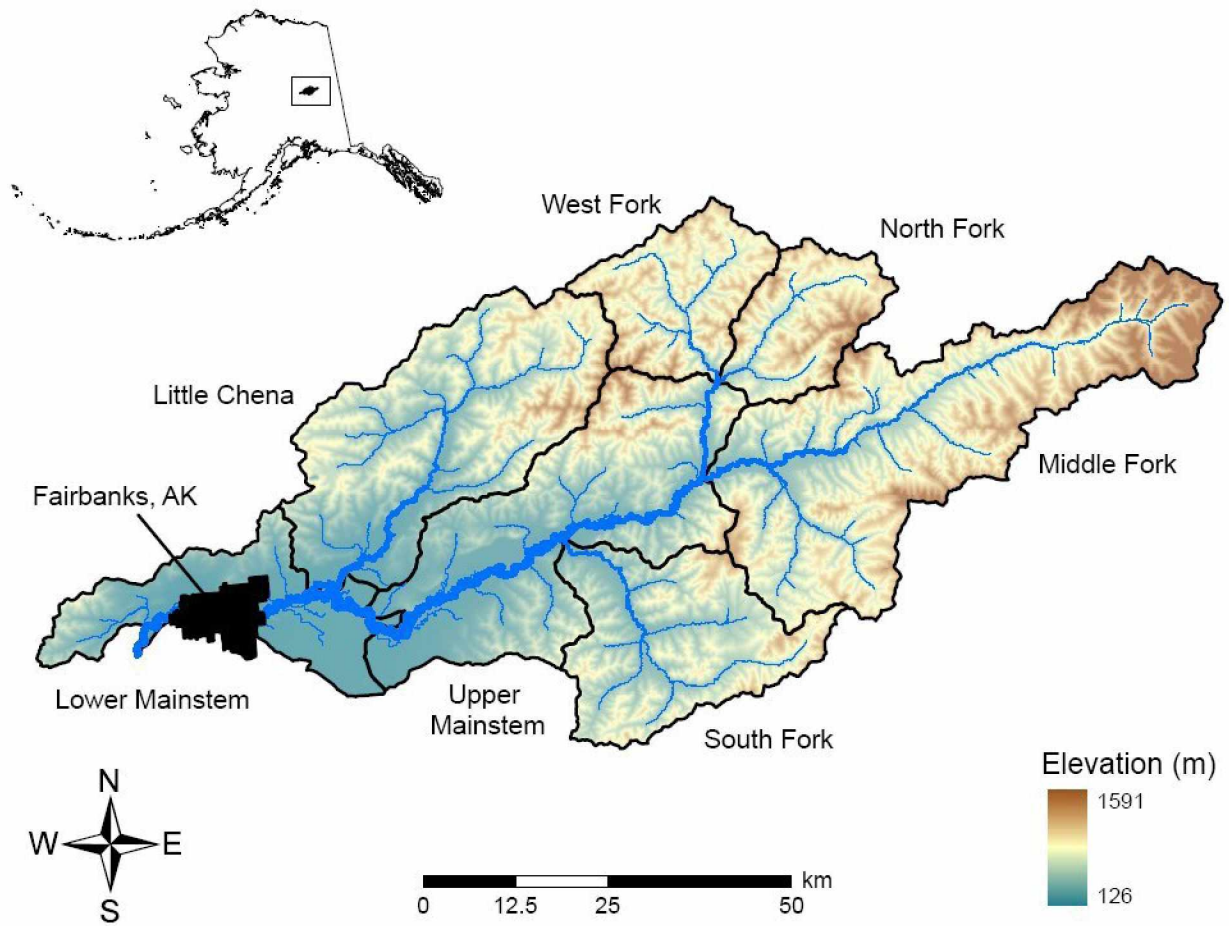 West Fork
North Fork
Little Chena
Middle Fork
Fairbanks, AK
Lower Mainstem
Upper
Mainstem
South Fork
Elevation (m)
1591
126
N
W E
S
km
0 12.5 25 50